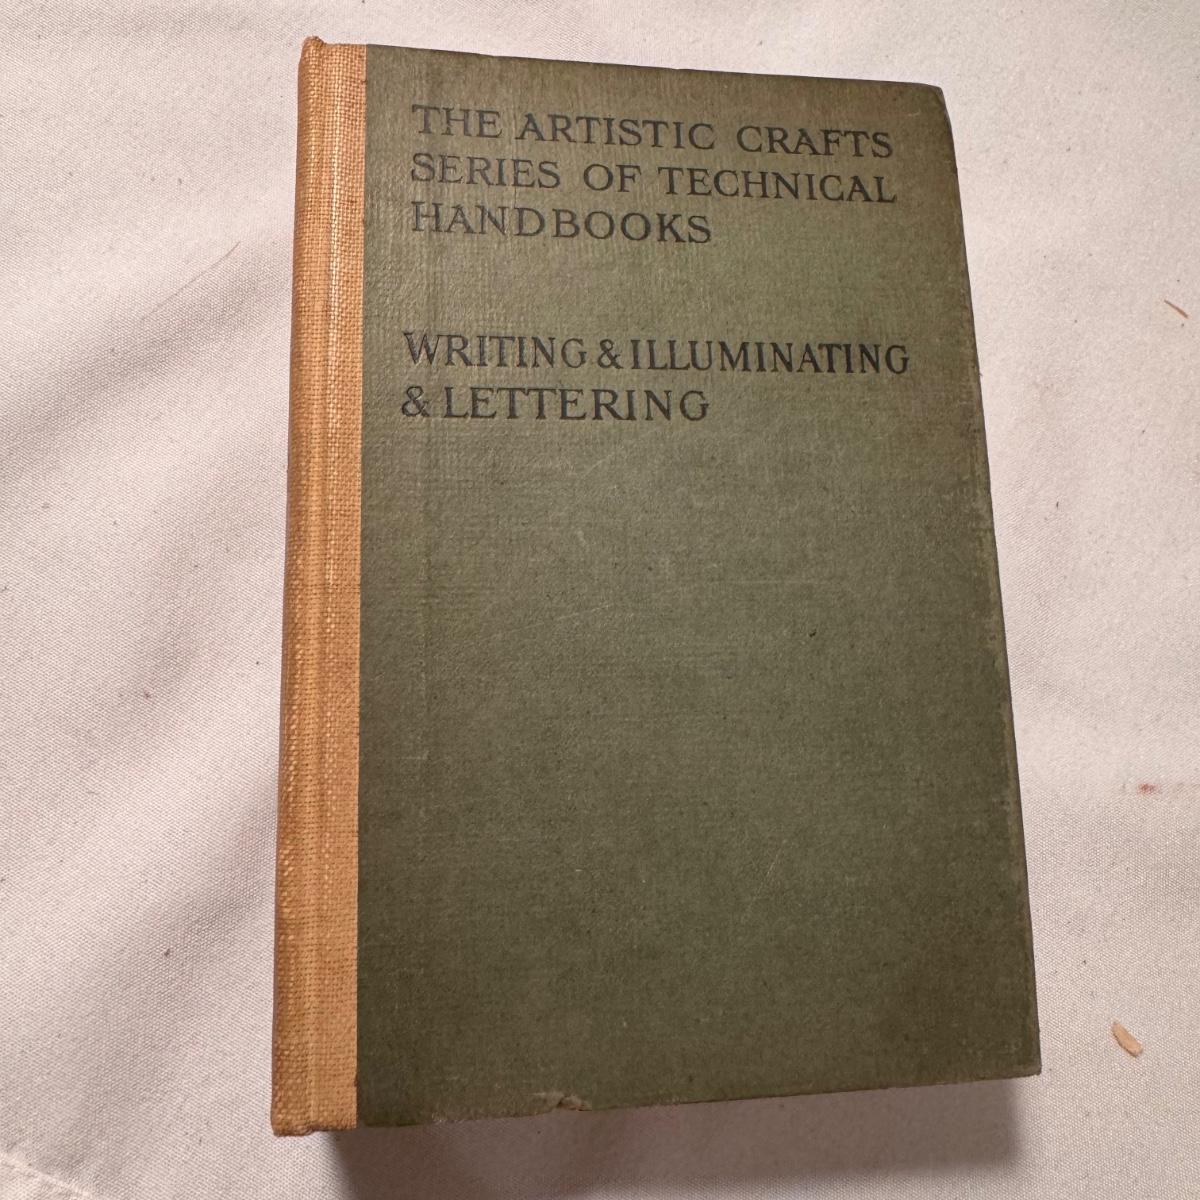 THE ARTISTIC CRAFTS
SERIES OF TECHNICAL
HANDBOOKS
WRITING & ILLUMINATING
& LETTERING